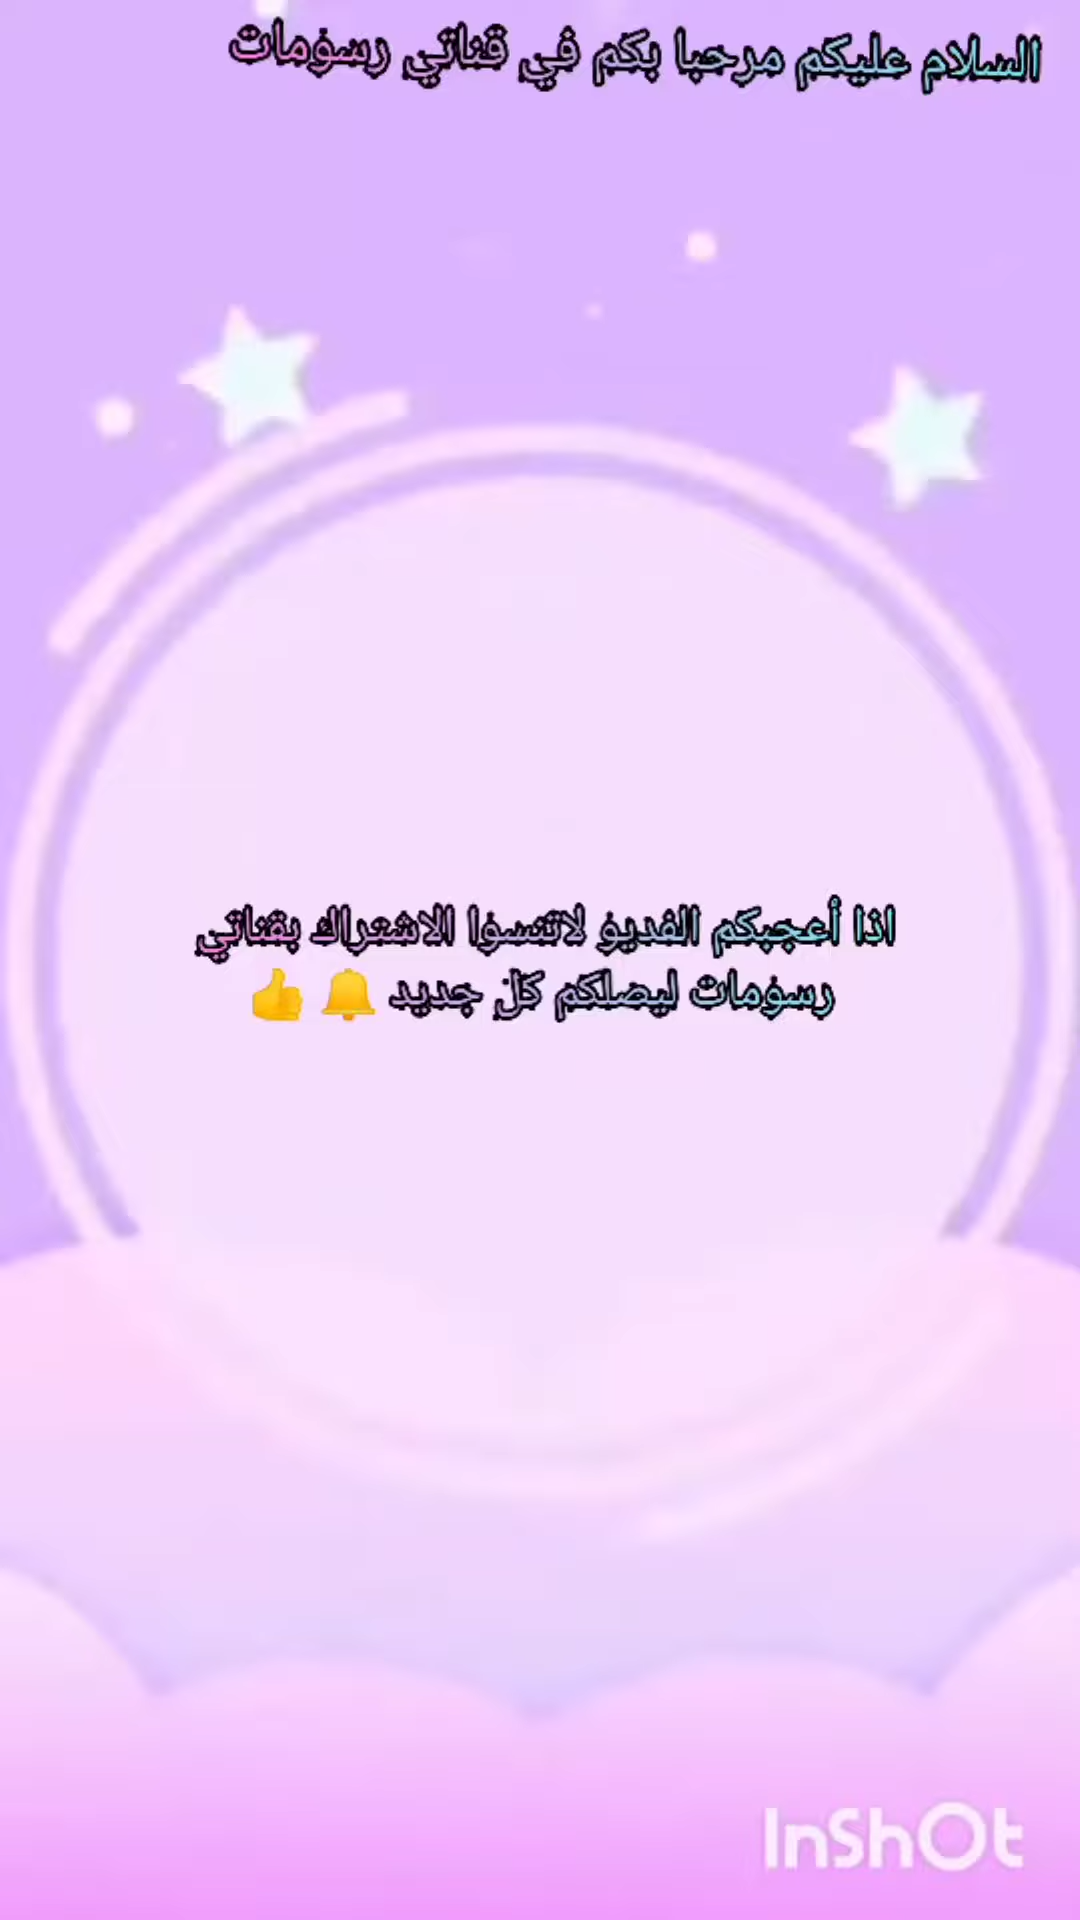 السلام عليكم مرحبا بكم في قناتي رسومات
اذا أعجبكم الفديو لاتنسوا الاشتراك بقناتي
رسومات ليصلكم كل جديد 🔔 👍
InShOt